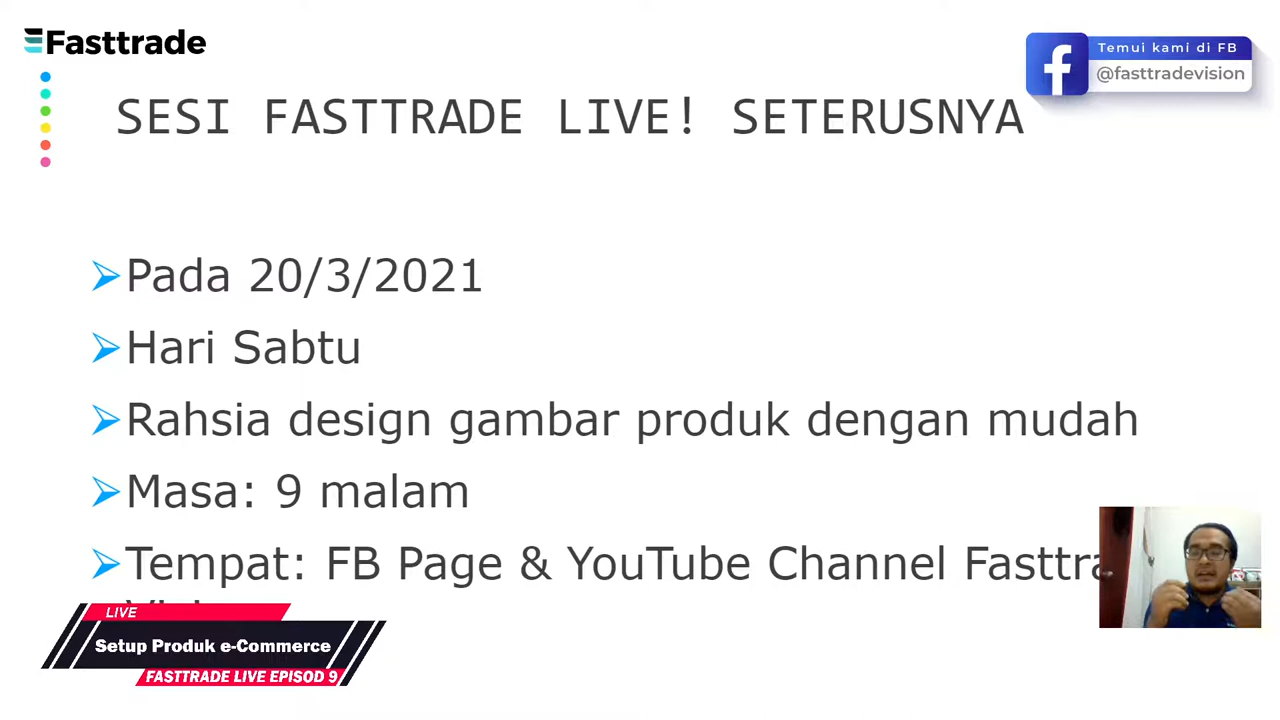 Fasttrade
Temui kami di FB
@fasttradevision
SESI FASTTRADE LIVE! SETERUSNYA
Pada 20/3/2021
Hari Sabtu
Rahsia design gambar produk dengan mudah
Masa: 9 malam
Tempat: FB Page & YouTube Channel
LIVE
Setup Produk e-Commerce
FASTTRADE LIVE EPISOD 9